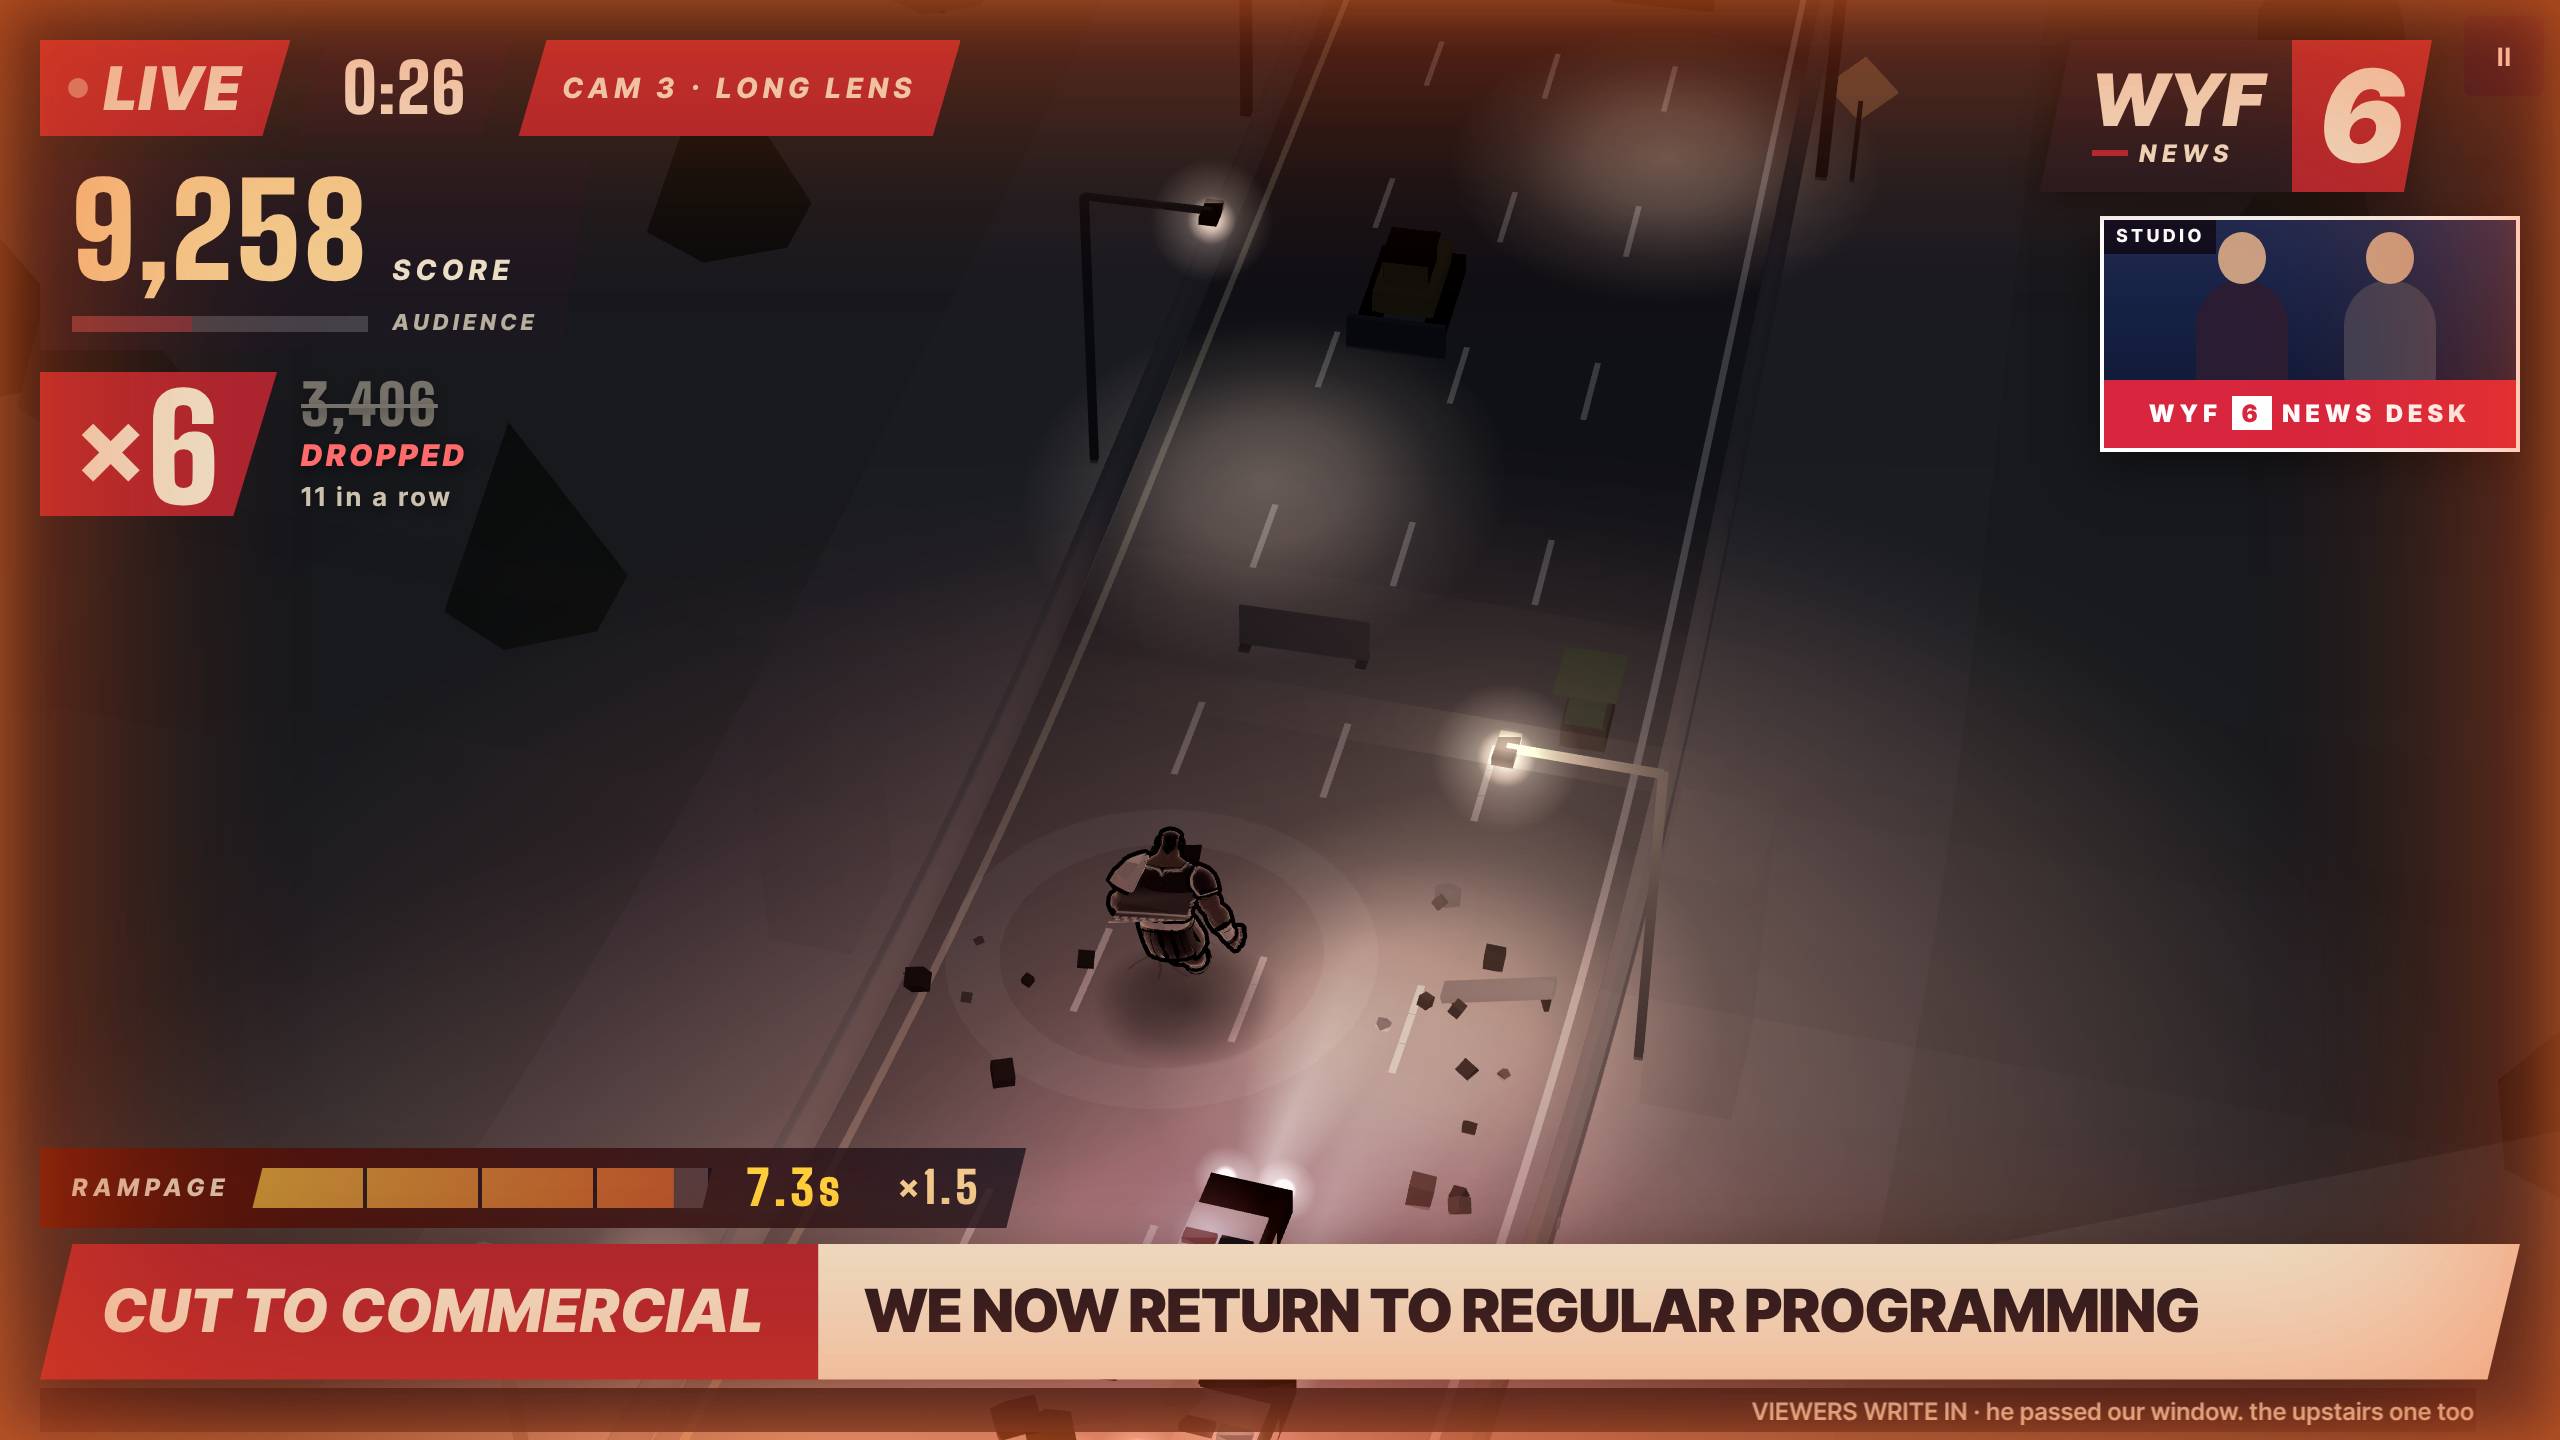 LIVE
0:26
CAM 3 · LONG LENS
9,258
SCORE
AUDIENCE
×6
3,406
DROPPED
11 in a row
WYF
NEWS
6
STUDIO
WYF 6 NEWS DESK
RAMPAGE
7.3s
×1.5
CUT TO COMMERCIAL
WE NOW RETURN TO REGULAR PROGRAMMING
VIEWERS WRITE IN · he passed our window. the upstairs one too